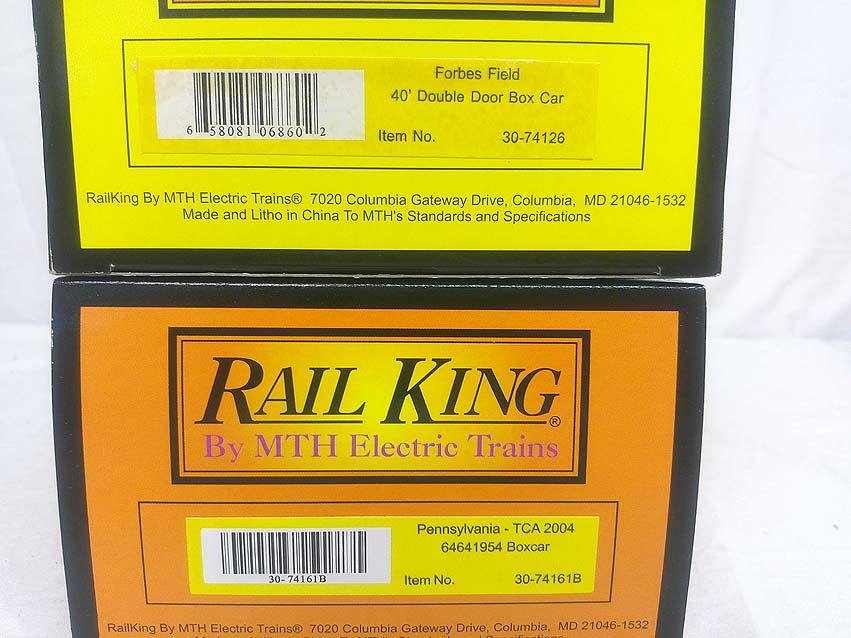 Forbes Field
40' Double Door Box Car
6 58081 06860 2
Item No. 30-74126
RailKing By MTH Electric Trains® 7020 Columbia Gateway Drive, Columbia, MD 21046-1532
Made and Litho in China To MTH's Standards and Specifications
RAIL KING®
By MTH Electric Trains
Pennsylvania - TCA 2004
64641954 Boxcar
30-74161B
Item No. 30-74161B
RailKing By MTH Electric Trains® 7020 Columbia Gateway Drive, Columbia, MD 21046-1532